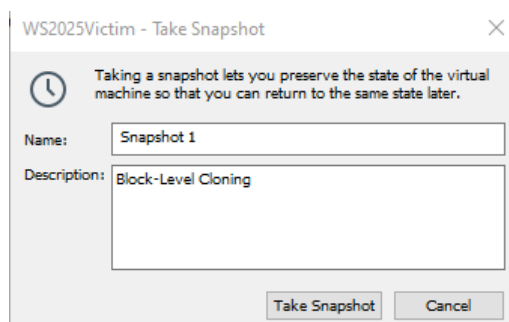 WS2025Victim - Take Snapshot
Taking a snapshot lets you preserve the state of the virtual
machine so that you can return to the same state later.
Name: Snapshot 1
Description: Block-Level Cloning
Take Snapshot Cancel